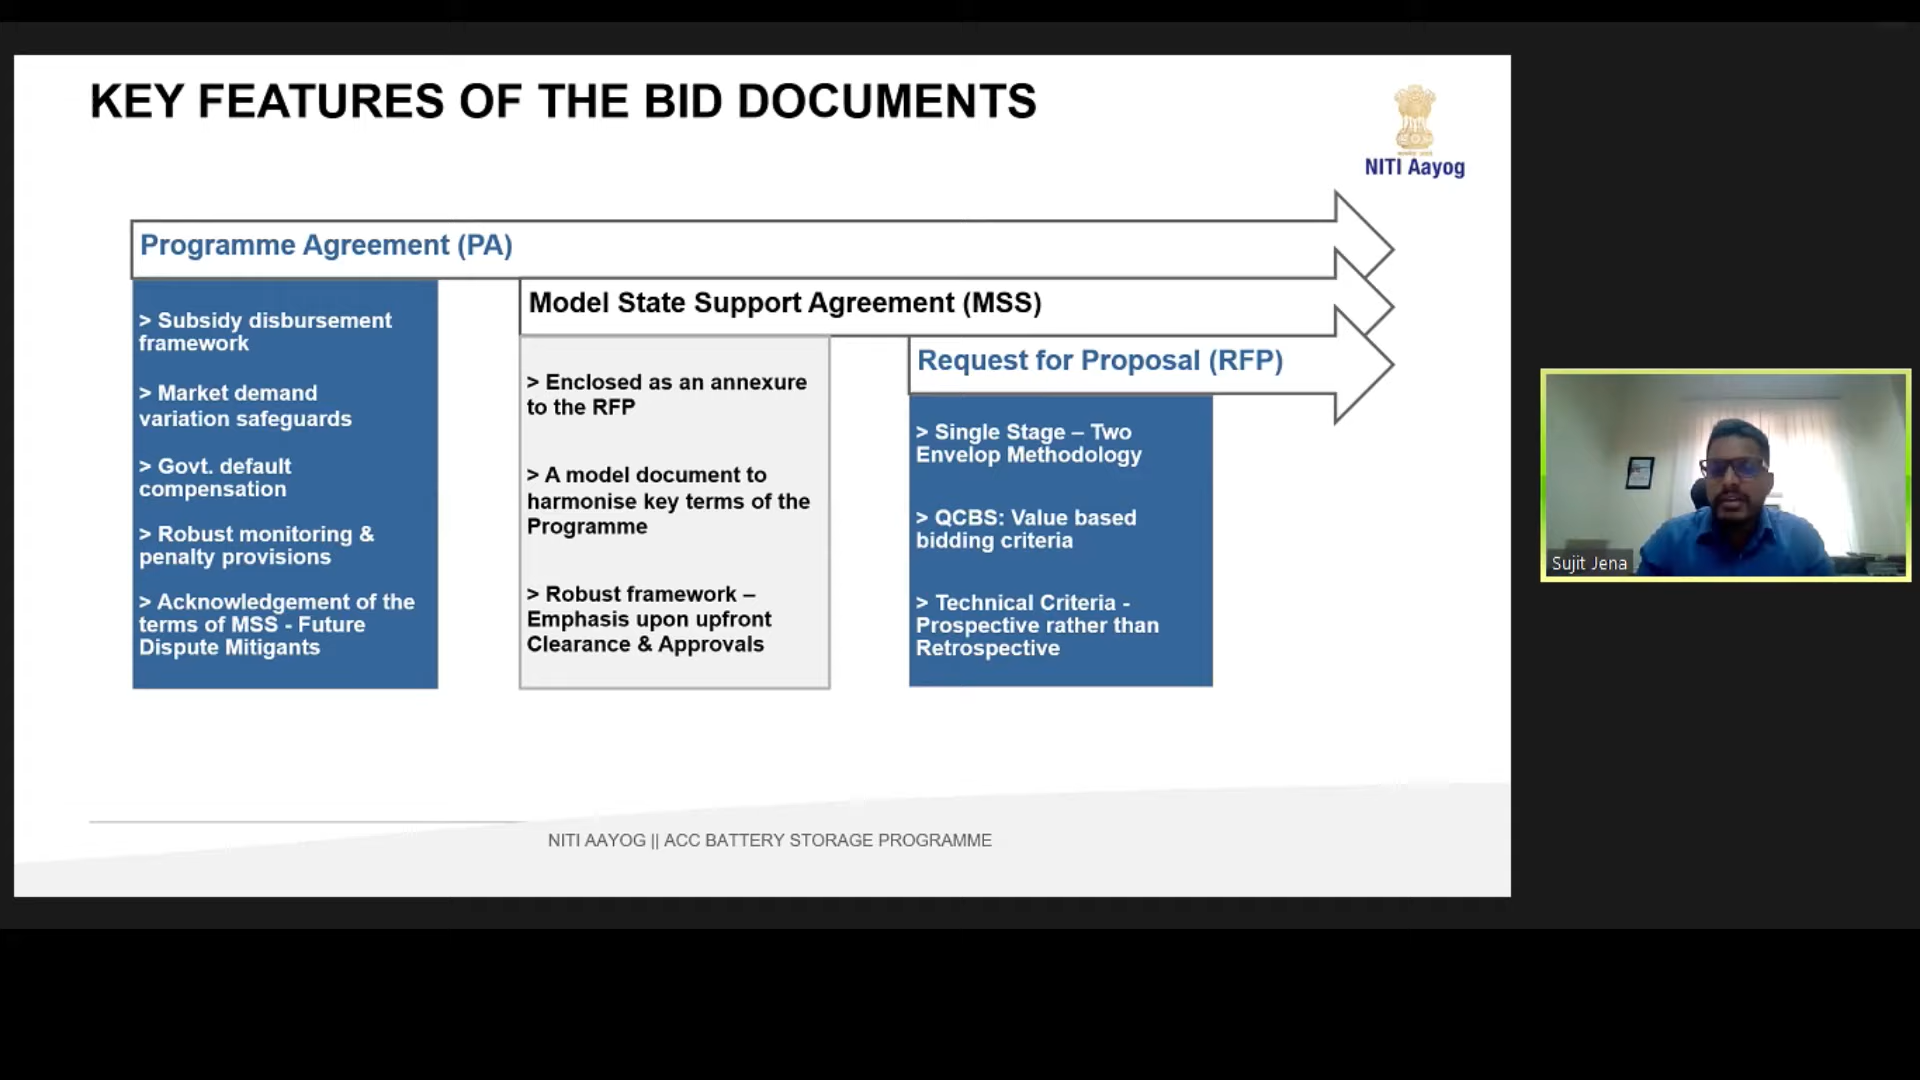 KEY FEATURES OF THE BID DOCUMENTS
NITI Aayog
Programme Agreement (PA)
> Subsidy disbursement
framework
> Market demand
variation safeguards
> Govt. default
compensation
> Robust monitoring &
penalty provisions
> Acknowledgement of the
terms of MSS - Future
Dispute Mitigants
Model State Support Agreement (MSS)
> Enclosed as an annexure
to the RFP
> A model document to
harmonise key terms of the
Programme
> Robust framework –
Emphasis upon upfront
Clearance & Approvals
Request for Proposal (RFP)
> Single Stage – Two
Envelop Methodology
> QCBS: Value based
bidding criteria
> Technical Criteria -
Prospective rather than
Retrospective
Sujit Jena
NITI AAYOG || ACC BATTERY STORAGE PROGRAMME